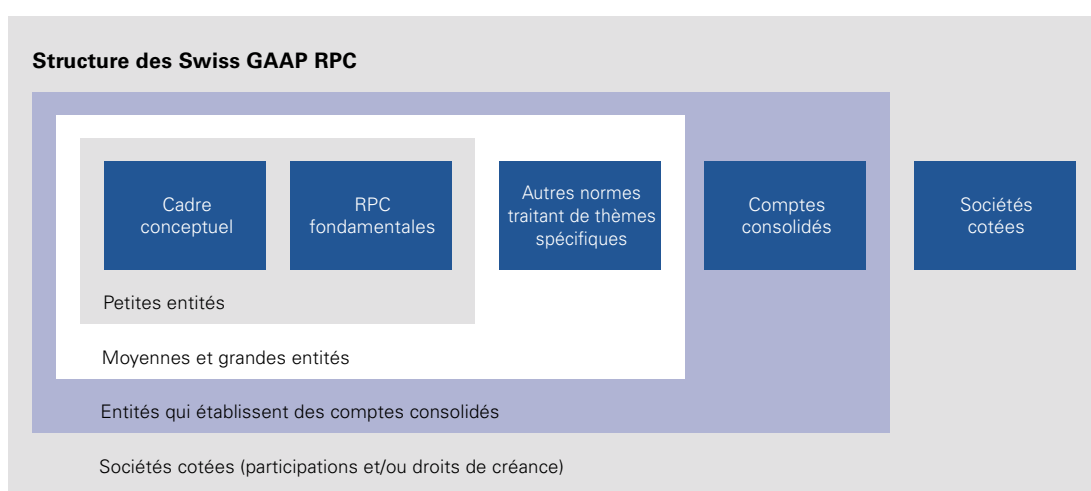 Structure des Swiss GAAP RPC
Cadre
conceptuel
RPC
fondamentales
Autres normes
traitant de thèmes
spécifiques
Comptes
consolidés
Sociétés
cotées
Petites entités
Moyennes et grandes entités
Entités qui établissent des comptes consolidés
Sociétés cotées (participations et/ou droits de créance)